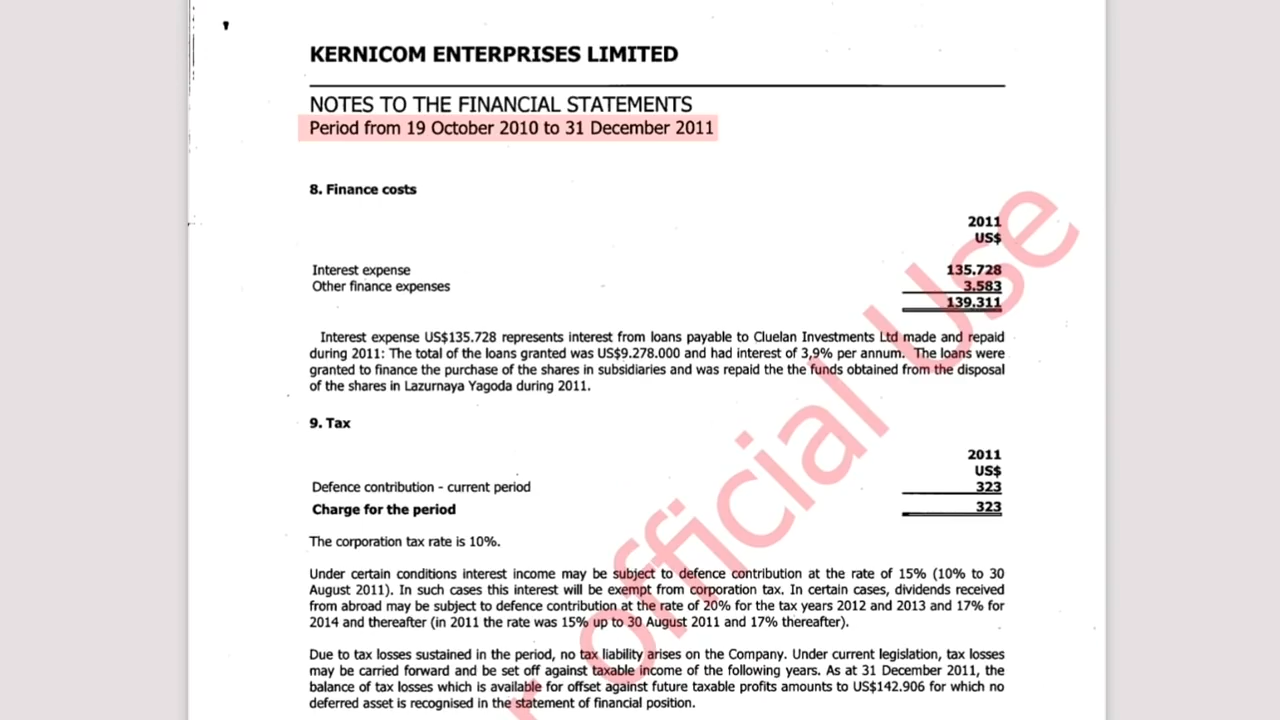 KERNICOM ENTERPRISES LIMITED
NOTES TO THE FINANCIAL STATEMENTS
Period from 19 October 2010 to 31 December 2011
8. Finance costs
2011
US$
Interest expense 135.728
Other finance expenses 3.583
139.311
Interest expense US$135.728 represents interest from loans payable to Cluelan Investments Ltd made and repaid
during 2011: The total of the loans granted was US$9.278.000 and had interest of 3,9% per annum. The loans were
granted to finance the purchase of the shares in subsidiaries and was repaid the the funds obtained from the disposal
of the shares in Lazurnaya Yagoda during 2011.
9. Tax
2011
US$
Defence contribution - current period 323
Charge for the period 323
The corporation tax rate is 10%.
Under certain conditions interest income may be subject to defence contribution at the rate of 15% (10% to 30
August 2011). In such cases this interest will be exempt from corporation tax. In certain cases, dividends received
from abroad may be subject to defence contribution at the rate of 20% for the tax years 2012 and 2013 and 17% for
2014 and thereafter (in 2011 the rate was 15% up to 30 August 2011 and 17% thereafter).
Due to tax losses sustained in the period, no tax liability arises on the Company. Under current legislation, tax losses
may be carried forward and be set off against taxable income of the following years. As at 31 December 2011, the
balance of tax losses which is available for offset against future taxable profits amounts to US$142.906 for which no
deferred asset is recognised in the statement of financial position.
r official Use